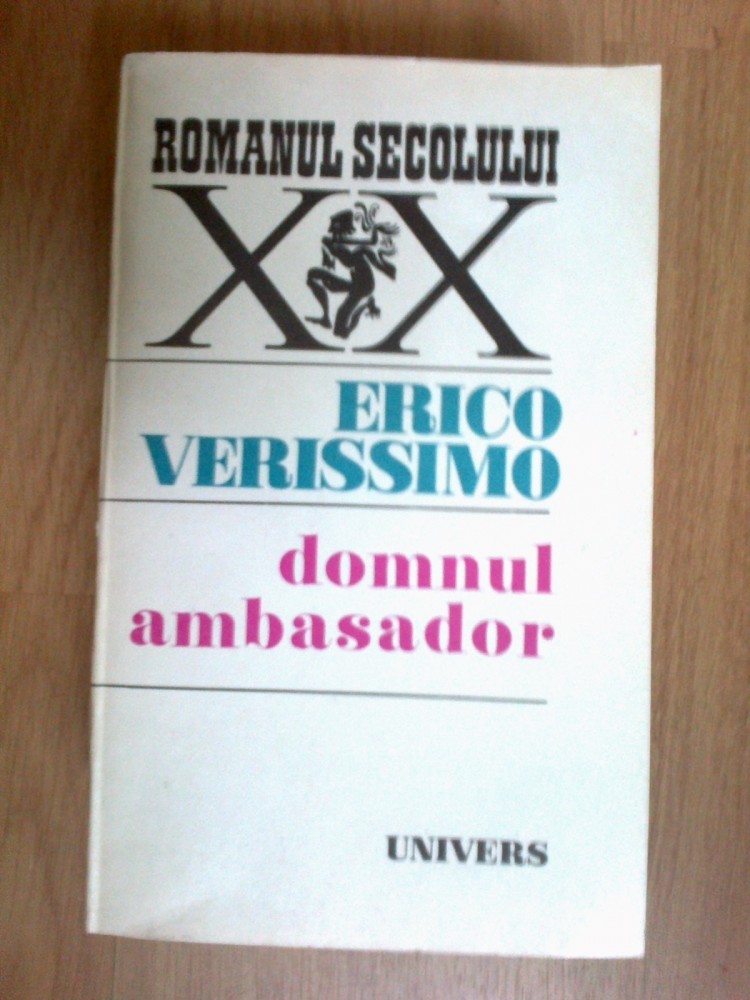 ROMANUL SECOLULUI
XX
ERICO
VERISSIMO
domnul
ambasador
UNIVERS